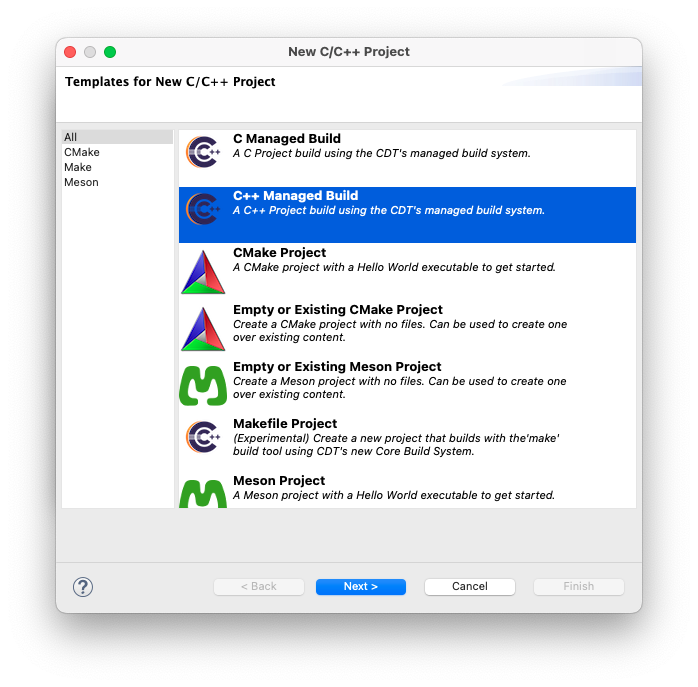 New C/C++ Project
Templates for New C/C++ Project
All
CMake
Make
Meson
C Managed Build
A C Project build using the CDT's managed build system.
C++ Managed Build
A C++ Project build using the CDT's managed build system.
CMake Project
A CMake project with a Hello World executable to get started.
Empty or Existing CMake Project
Create a CMake project with no files. Can be used to create one
over existing content.
Empty or Existing Meson Project
Create a Meson project with no files. Can be used to create one
over existing content.
Makefile Project
(Experimental) Create a new project that builds with the'make'
build tool using CDT's new Core Build System.
Meson Project
A Meson project with a Hello World executable to get started.
?
< Back
Next >
Cancel
Finish